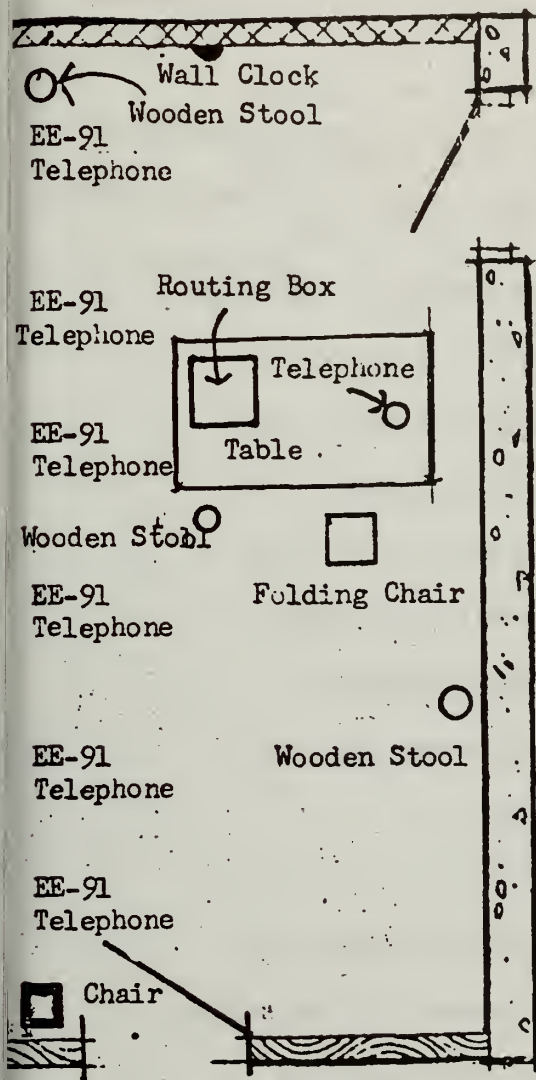 Wall Clock
Wooden Stool
EE-91
Telephone
Routing Box
EE-91
Telephone
Telephone
EE-91
Telephone
Table
Wooden Stool
Folding Chair
EE-91
Telephone
Wooden Stool
EE-91
Telephone
EE-91
Telephone
Chair